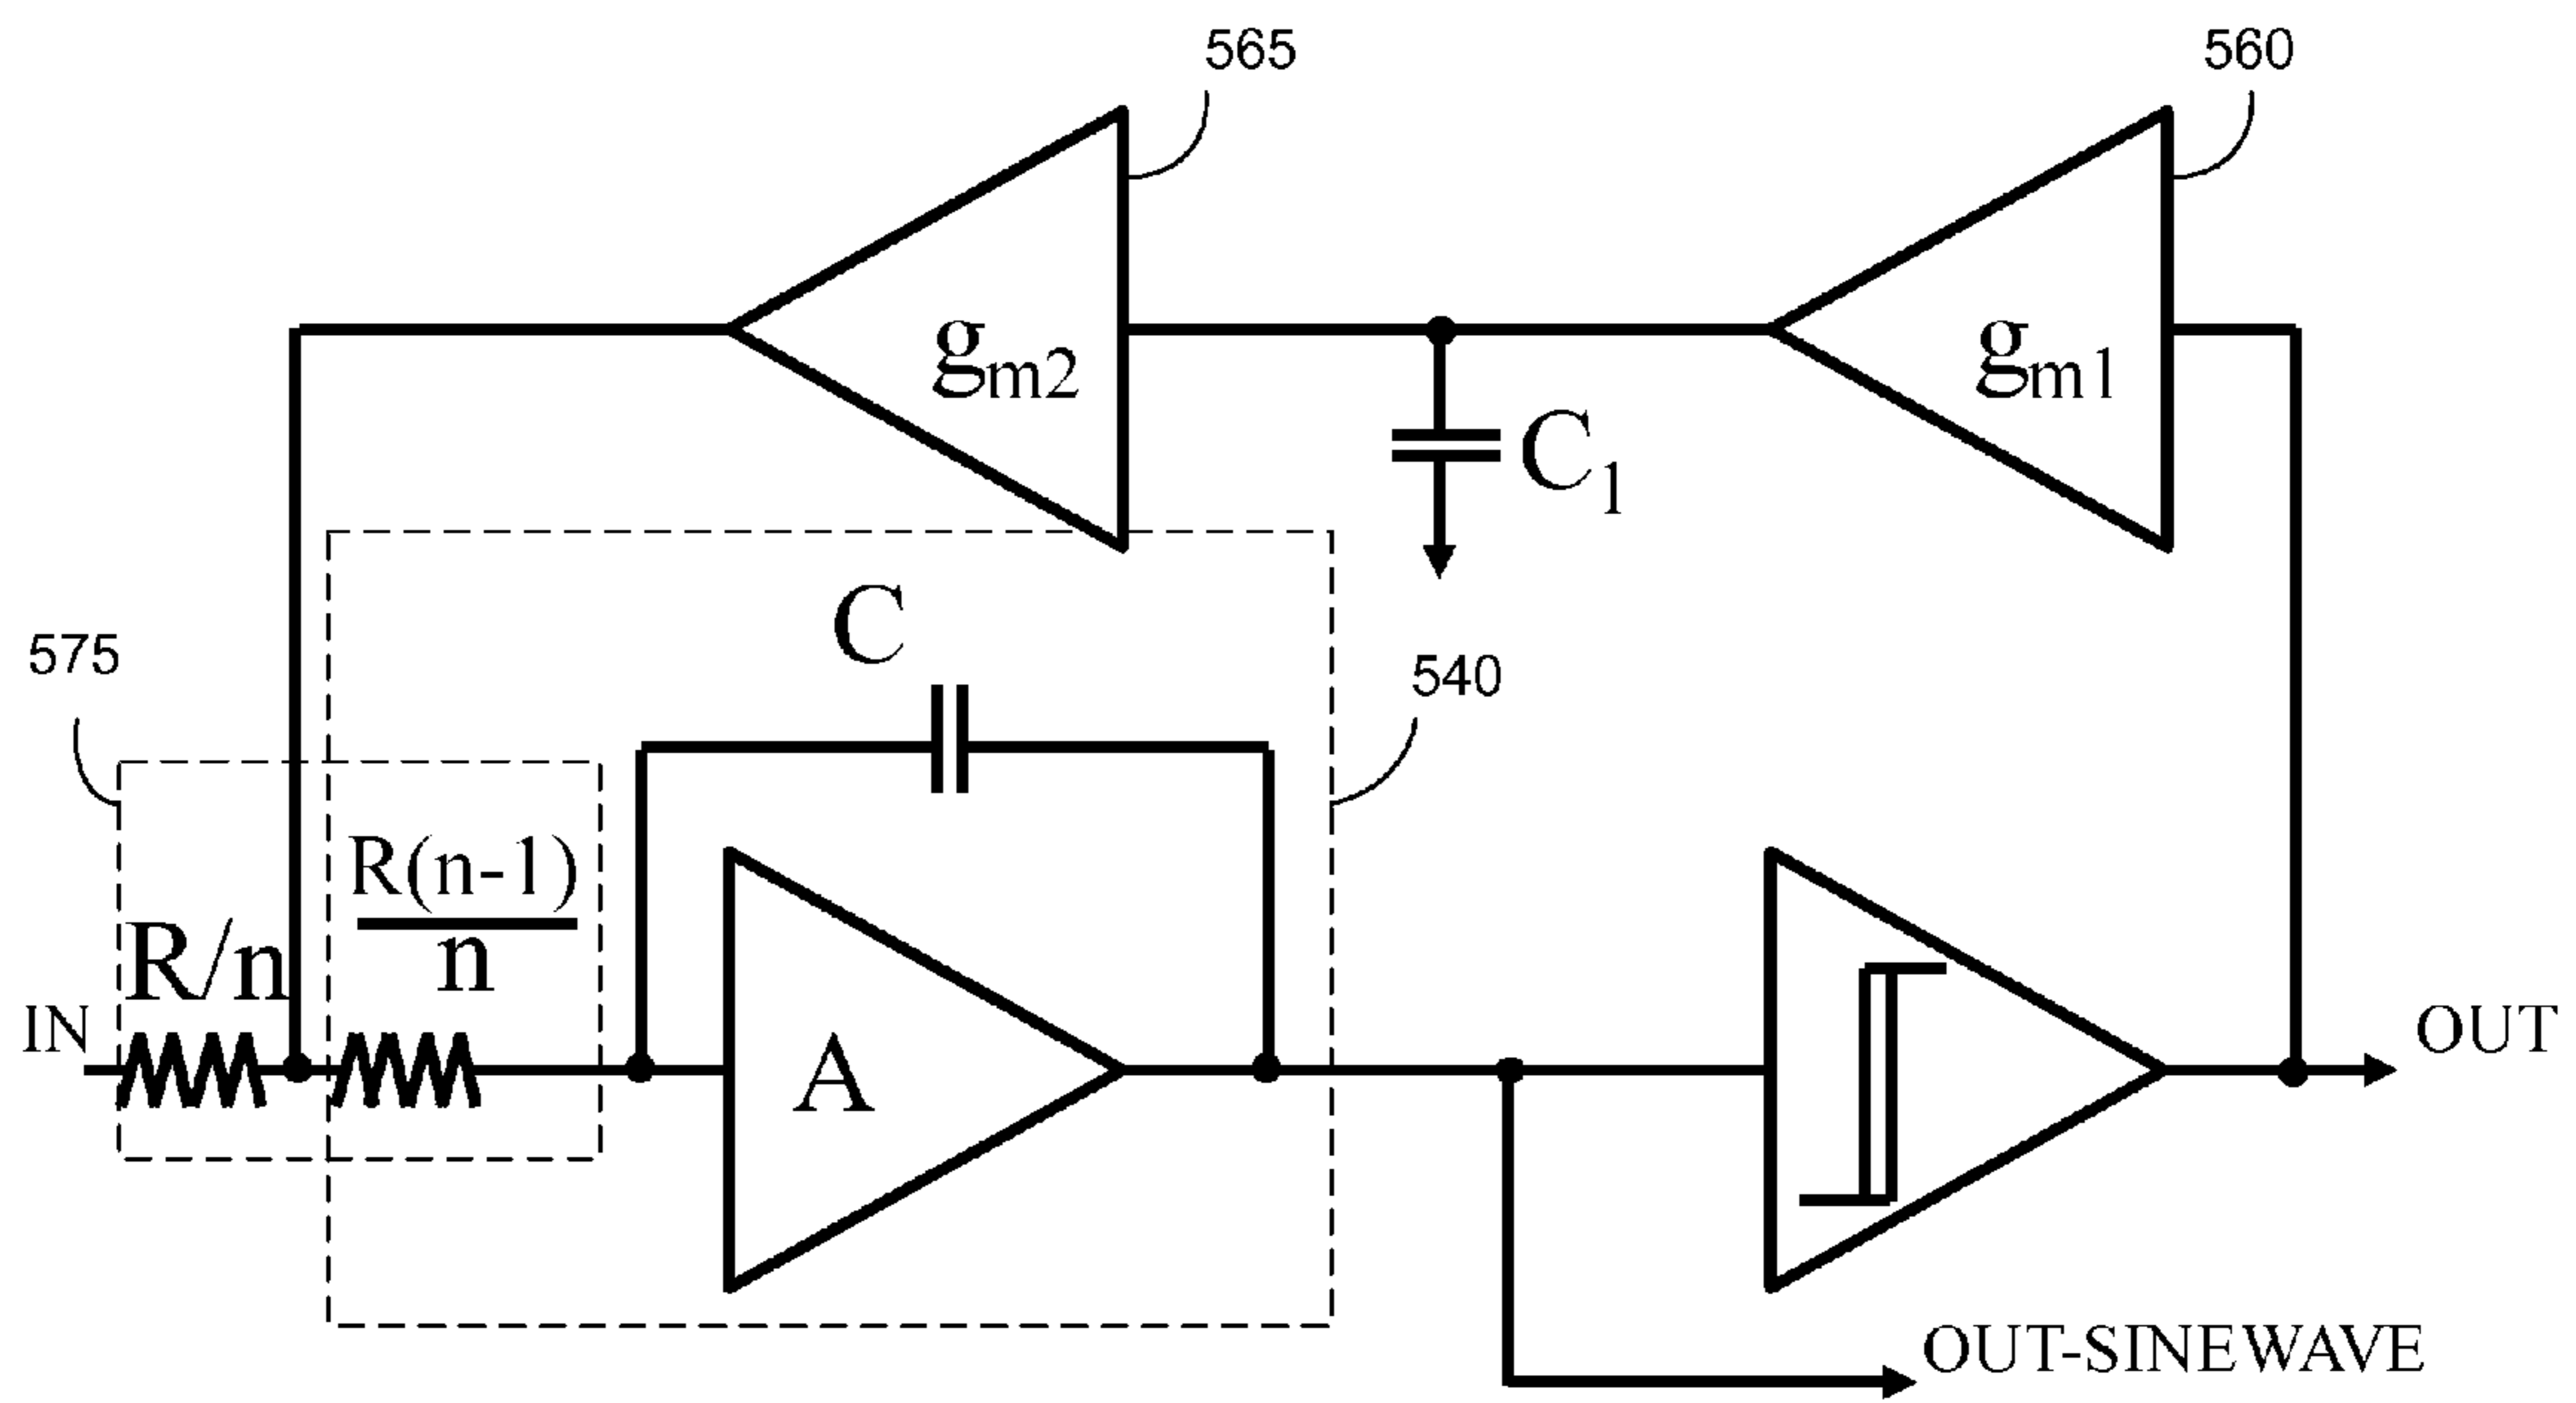 565
560
gm2
gm1
C1
C
575
540
R(n-1)
n
R/n
IN
A
OUT
OUT-SINEWAVE